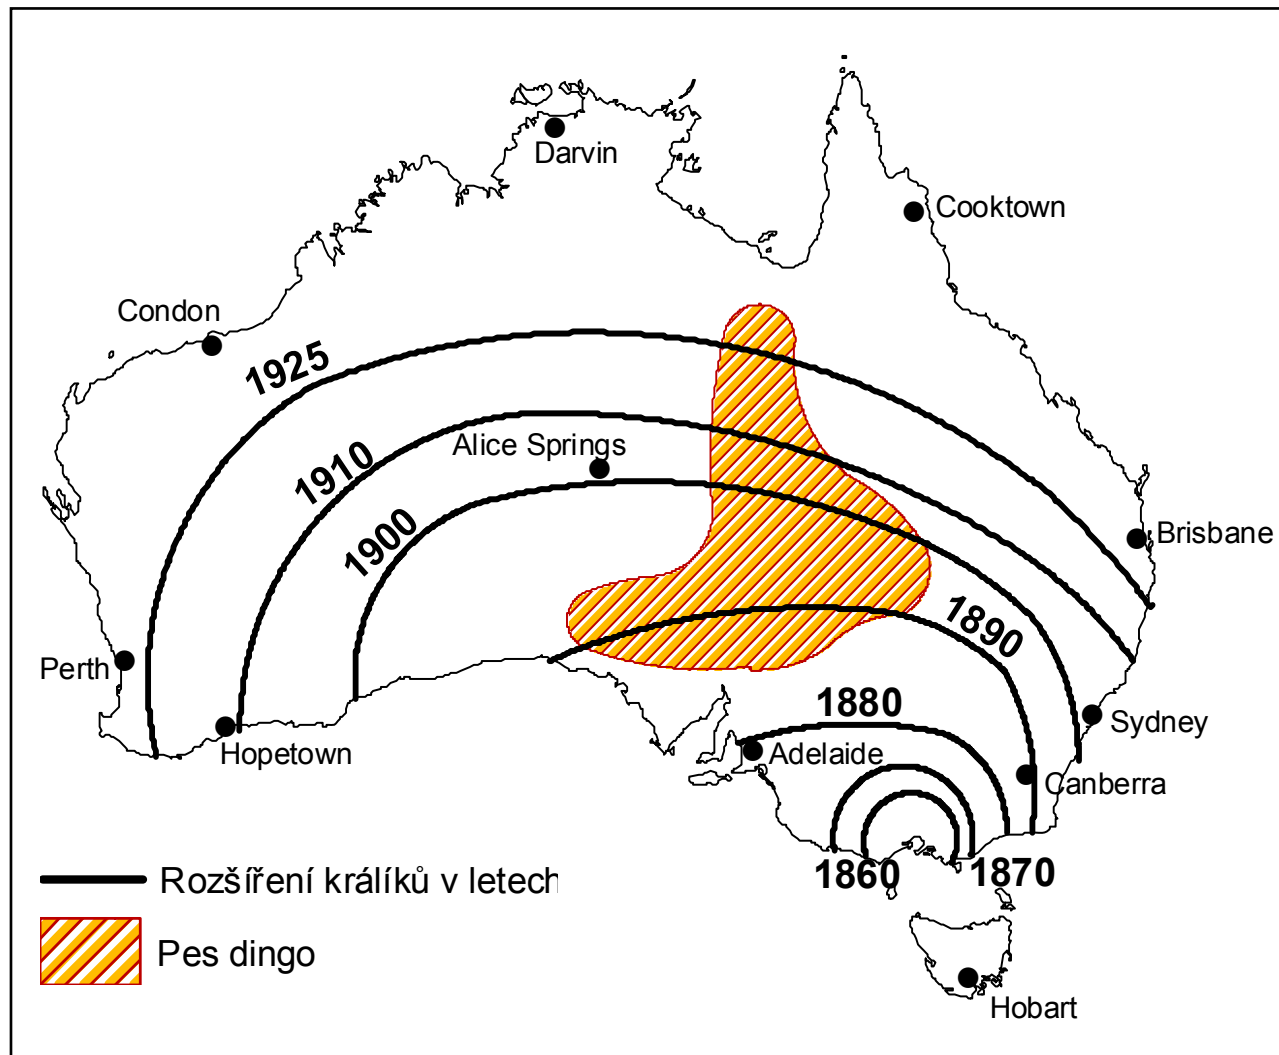 Darvin
Cooktown
Condon
1925
Alice Springs
1910
1900
Brisbane
1890
Perth
1880
Sydney
Hopetown
Adelaide
Canberra
1860
1870
Rozšíření králíků v letech
Pes dingo
Hobart